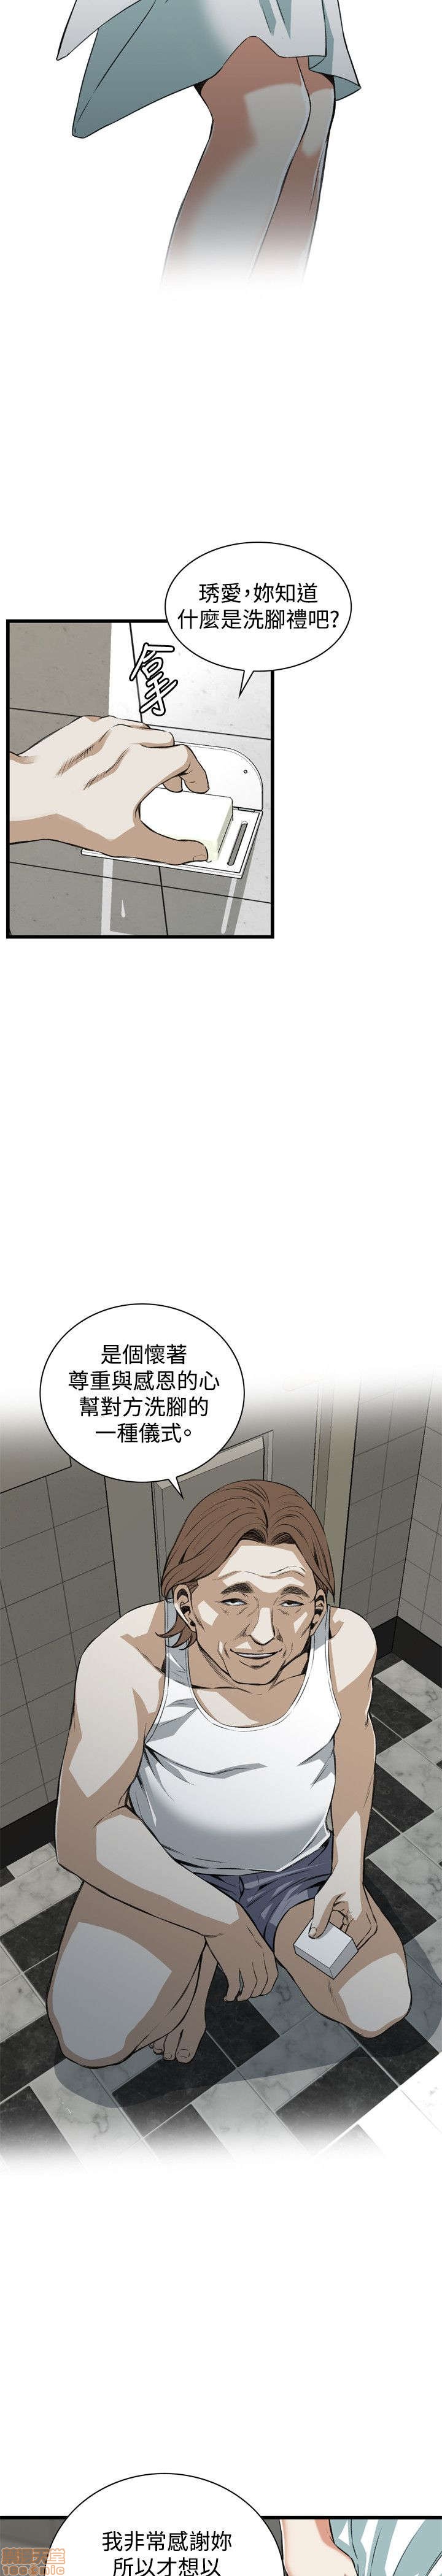 琇愛,妳知道
什麼是洗腳禮吧?
拿
是個懷著
尊重與感恩的心
幫對方洗腳的
一種儀式。
我非常感謝妳
所以才想以